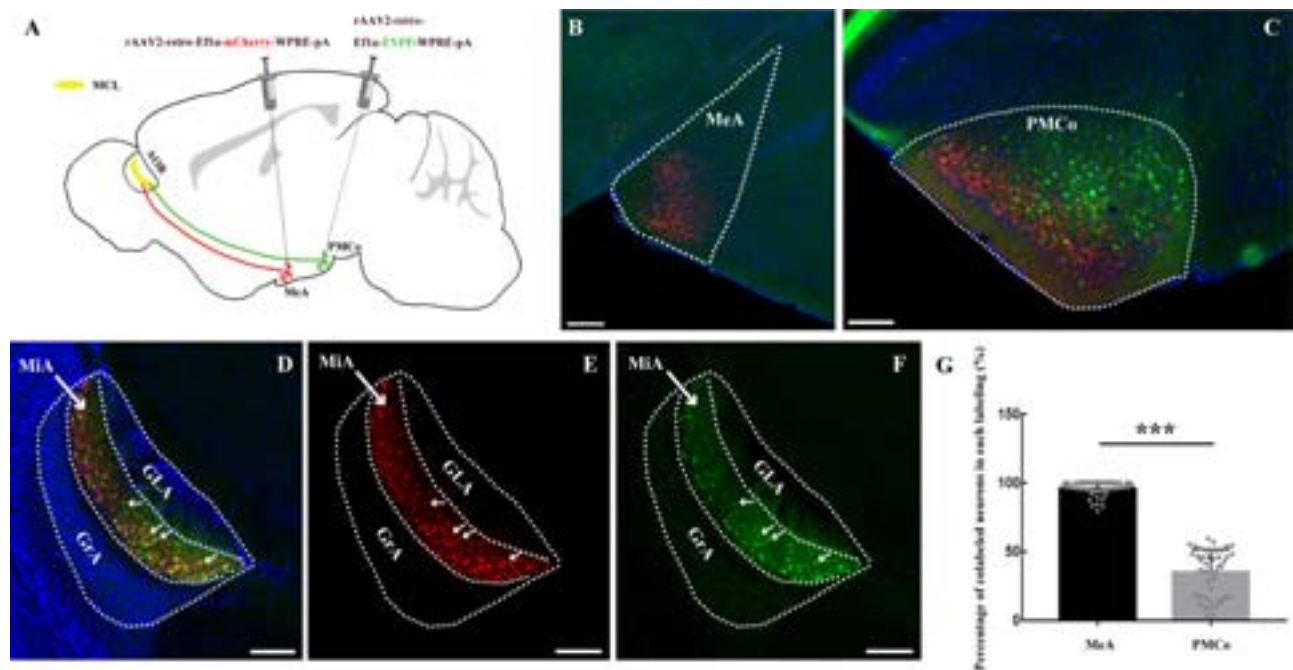 A
rAAV2-retro-
rAAV2-retro-Ef1α-mCherry-WPRE-pA
Ef1α-EYFP-WPRE-pA
MCL
AOB
PMCo
MeA
B
MeA
C
PMCo
D
MiA
GLA
GrA
E
MiA
GLA
GrA
F
MiA
GLA
GrA
G
Percentage of colabeled neurons in each labeling (%)
150
100
50
0
***
MeA
PMCo